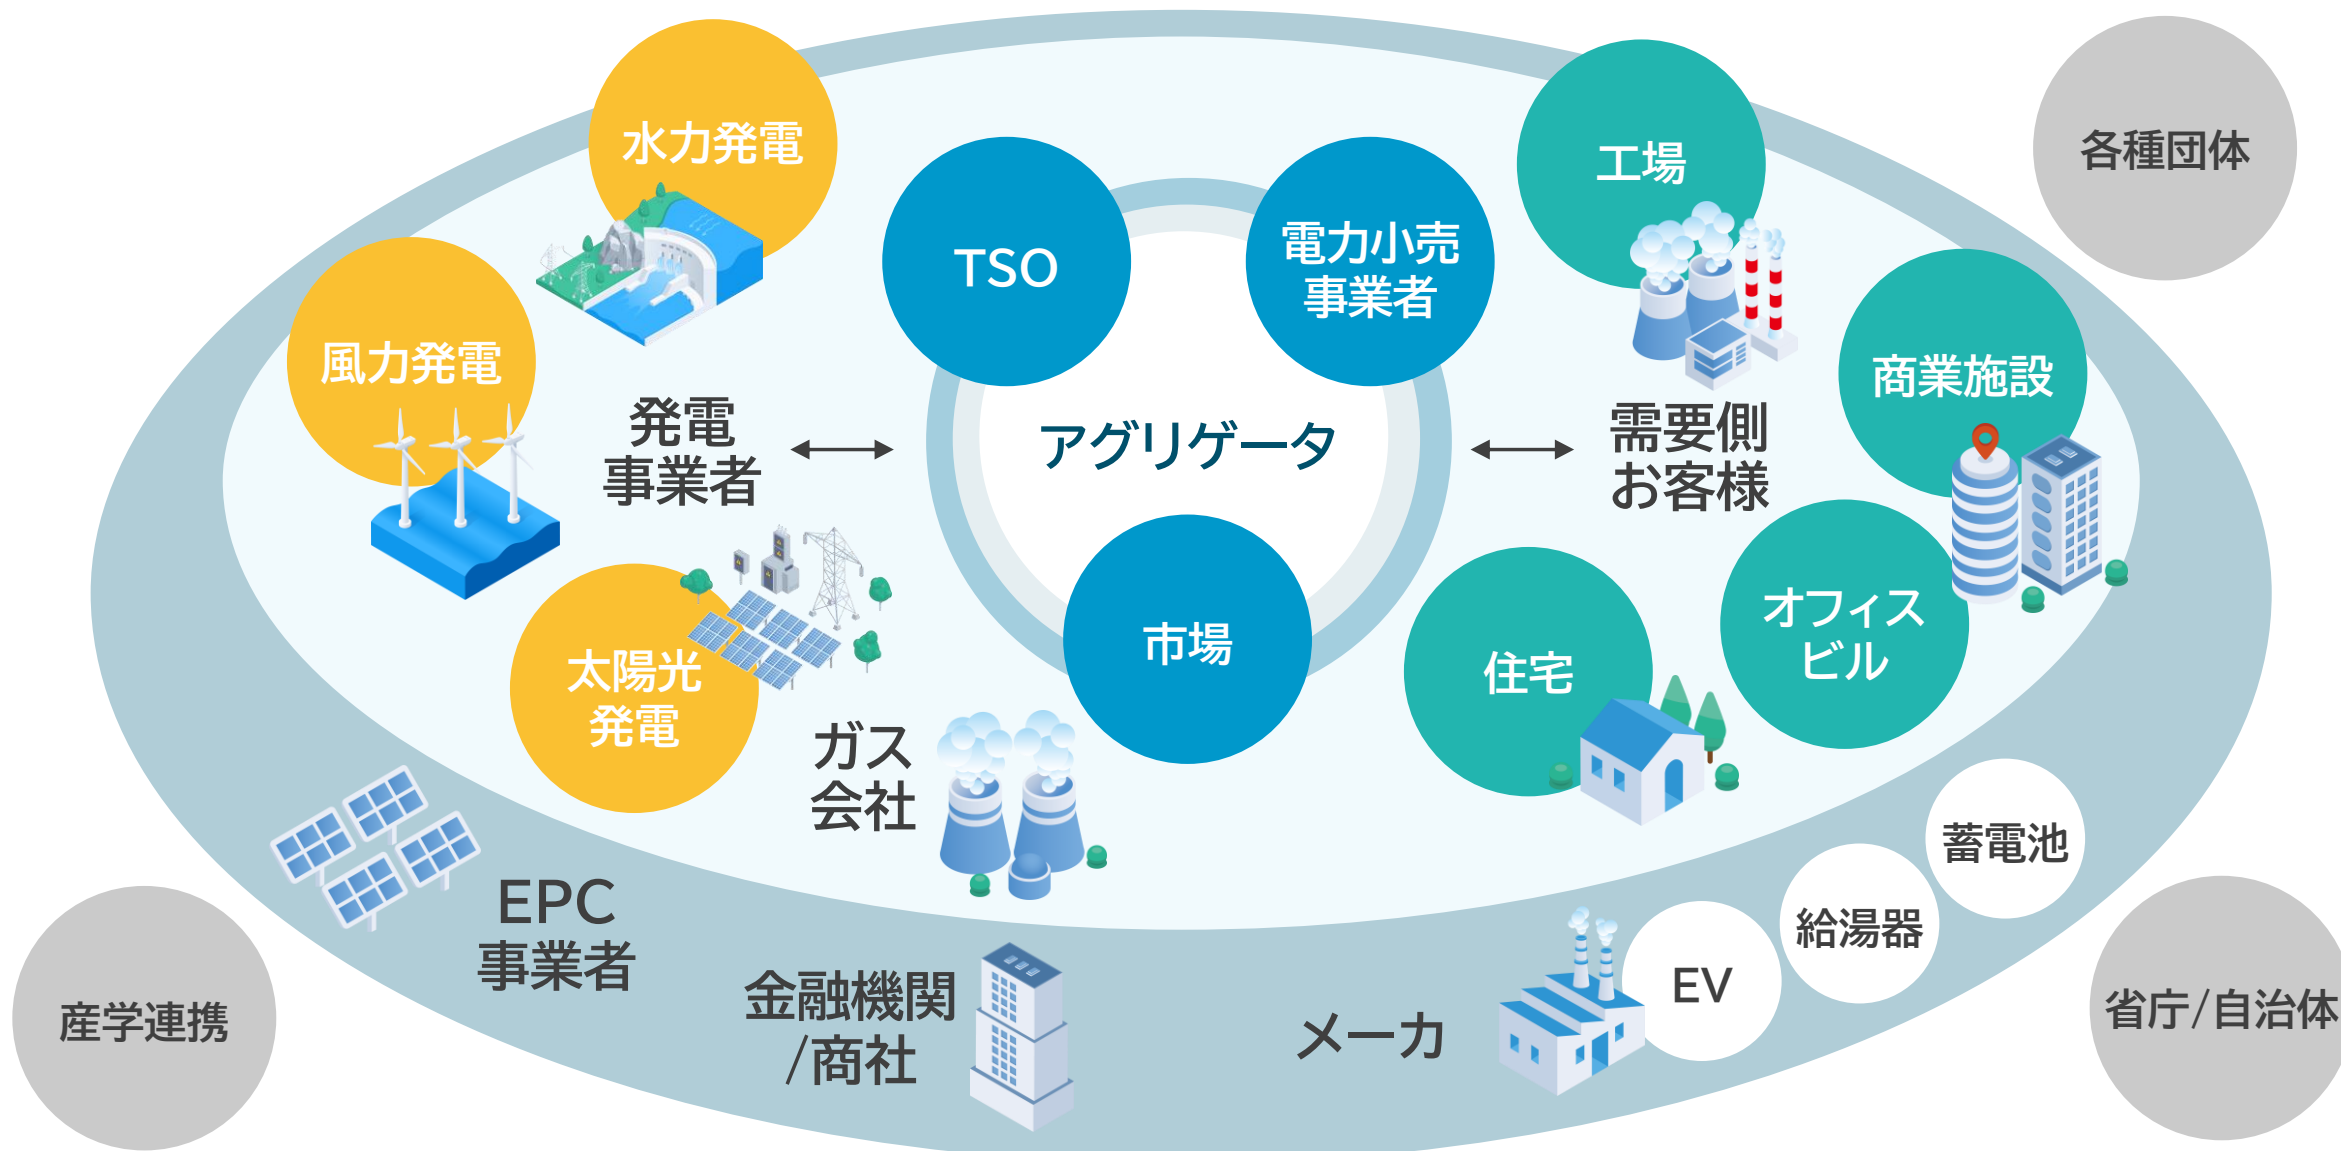 水力発電
各種団体
工場
TSO
電力小売
事業者
風力発電
商業施設
発電
事業者
アグリゲータ
需要側
お客様
太陽光
発電
市場
住宅
オフィス
ビル
ガス
会社
蓄電池
給湯器
EV
EPC
事業者
金融機関
/商社
メーカ
産学連携
省庁/自治体